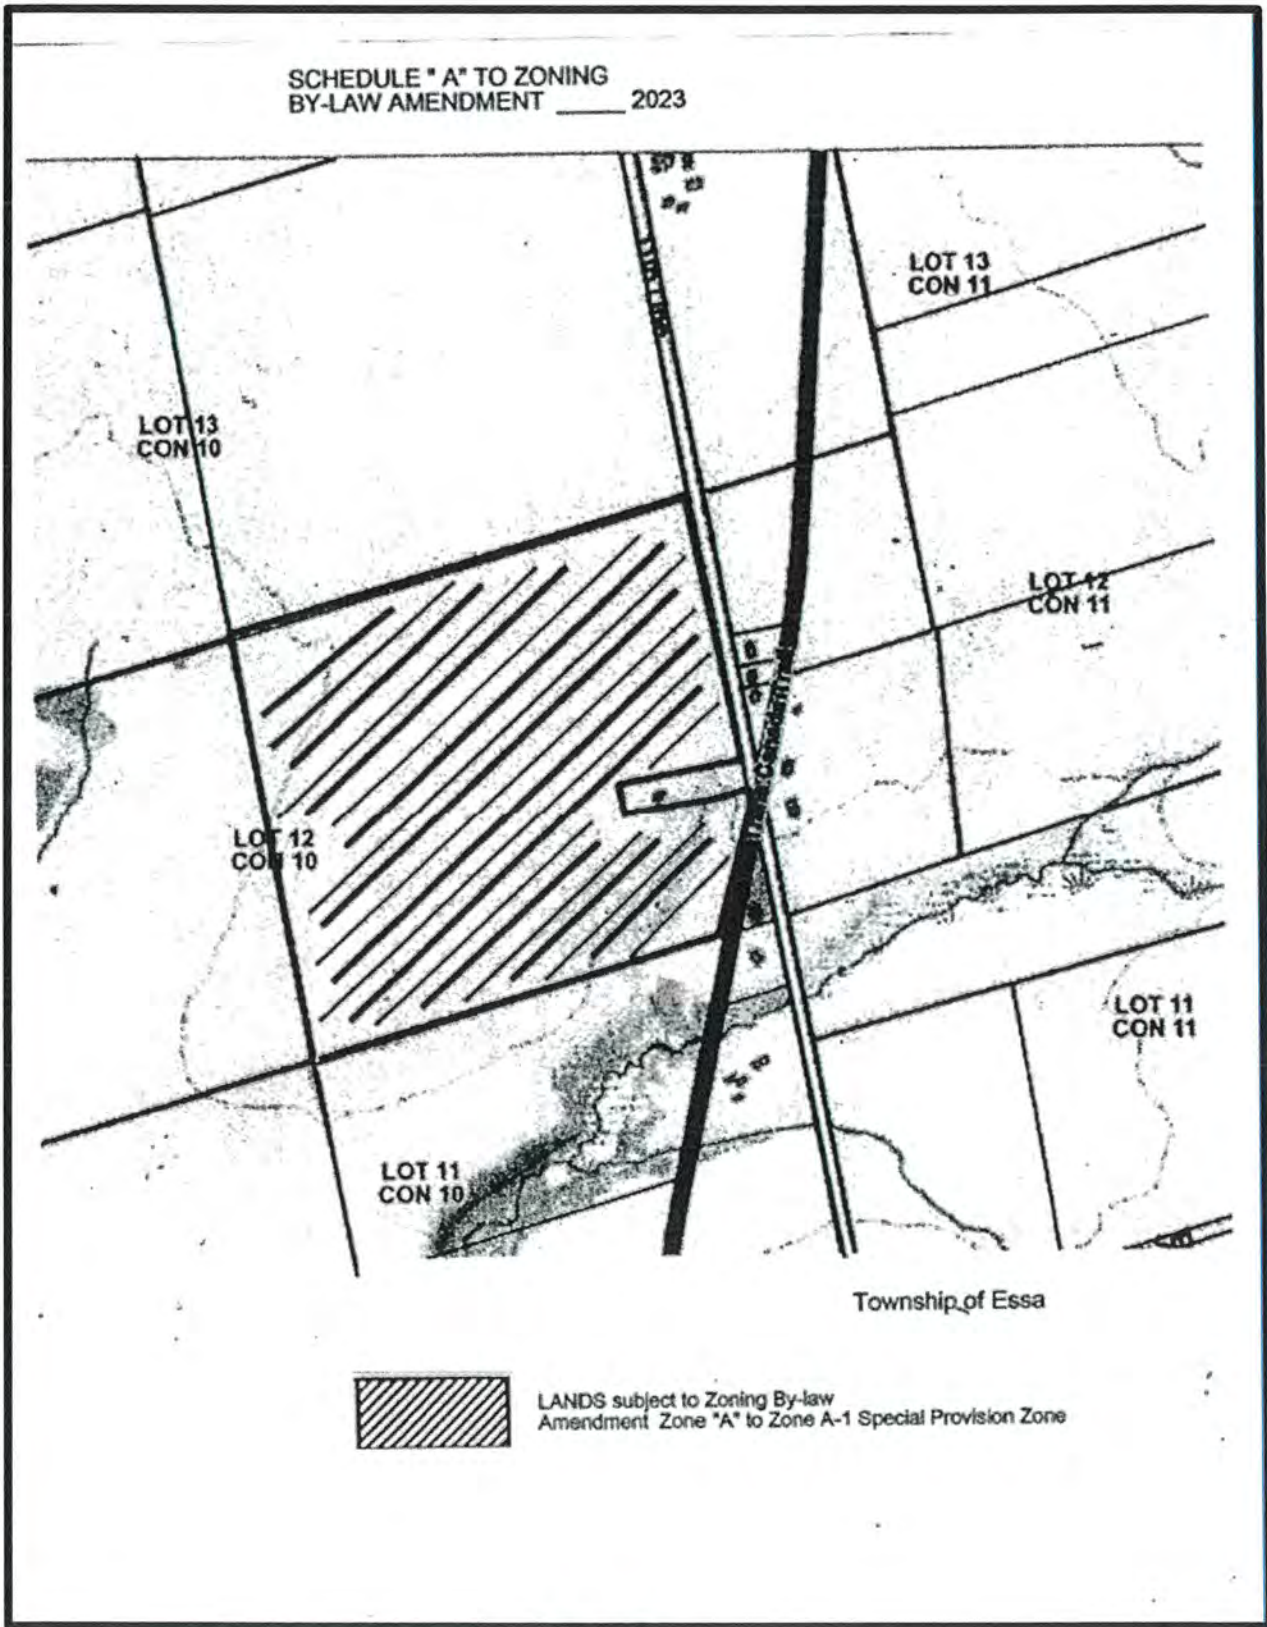 SCHEDULE " A" TO ZONING
BY-LAW AMENDMENT _____ 2023
LOT 13
CON 11
LOT 13
CON 10
LOT 12
CON 11
LOT 12
CON 10
LOT 11
CON 11
LOT 11
CON 10
Township of Essa
LANDS subject to Zoning By-law
Amendment Zone "A" to Zone A-1 Special Provision Zone